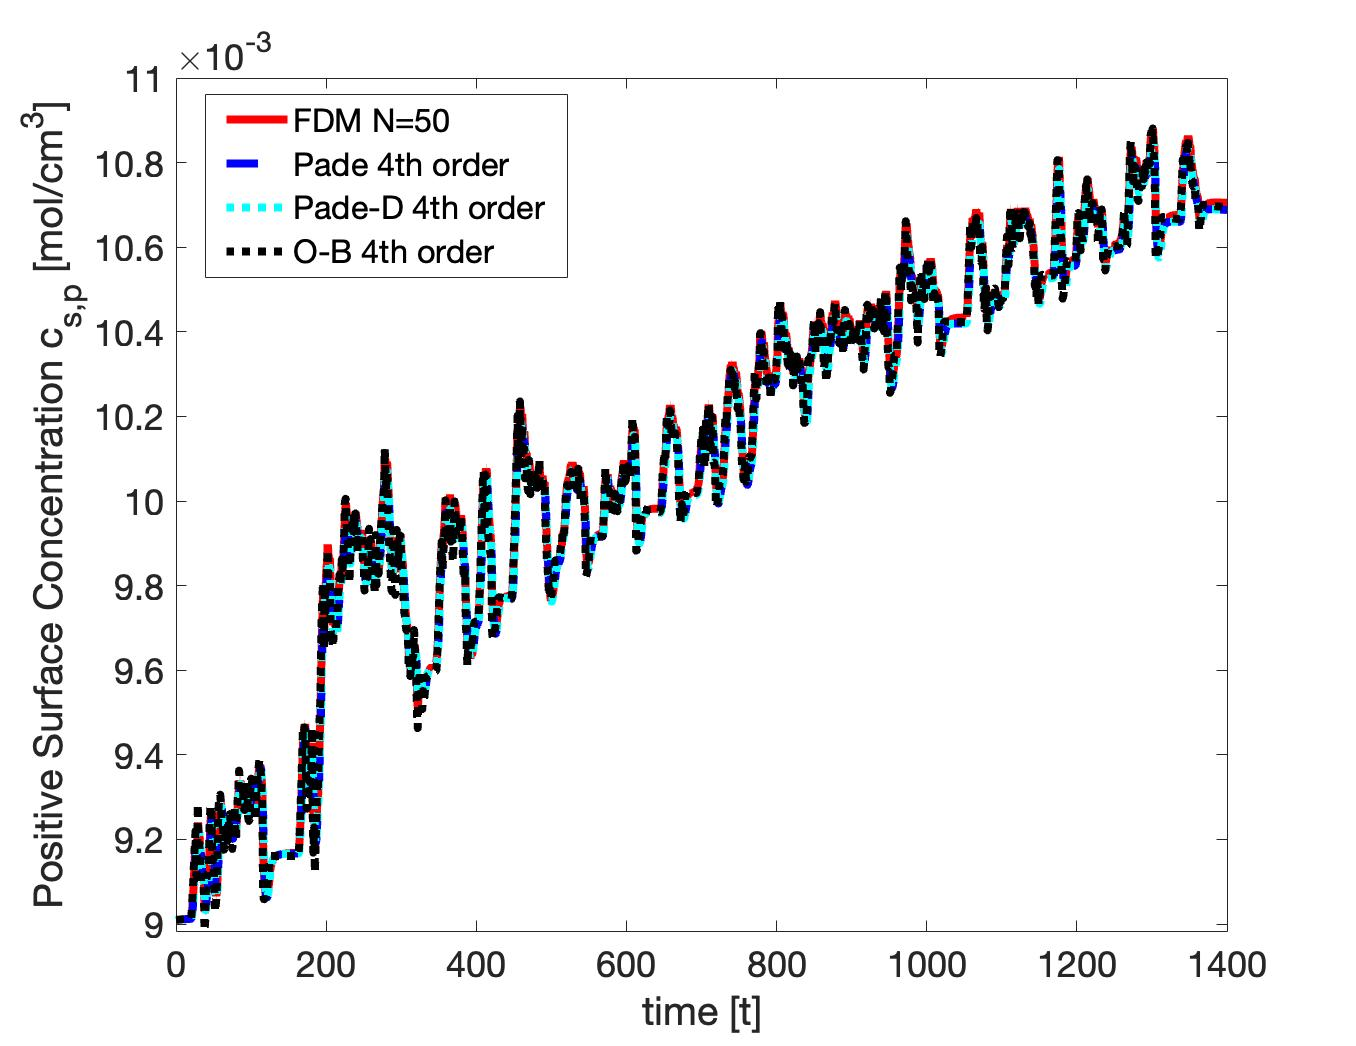 ×10-3
11
10.8
10.6
10.4
10.2
10
9.8
9.6
9.4
9.2
9
Positive Surface Concentration cs,p [mol/cm3]
FDM N=50
Pade 4th order
Pade-D 4th order
O-B 4th order
0 200 400 600 800 1000 1200 1400
time [t]